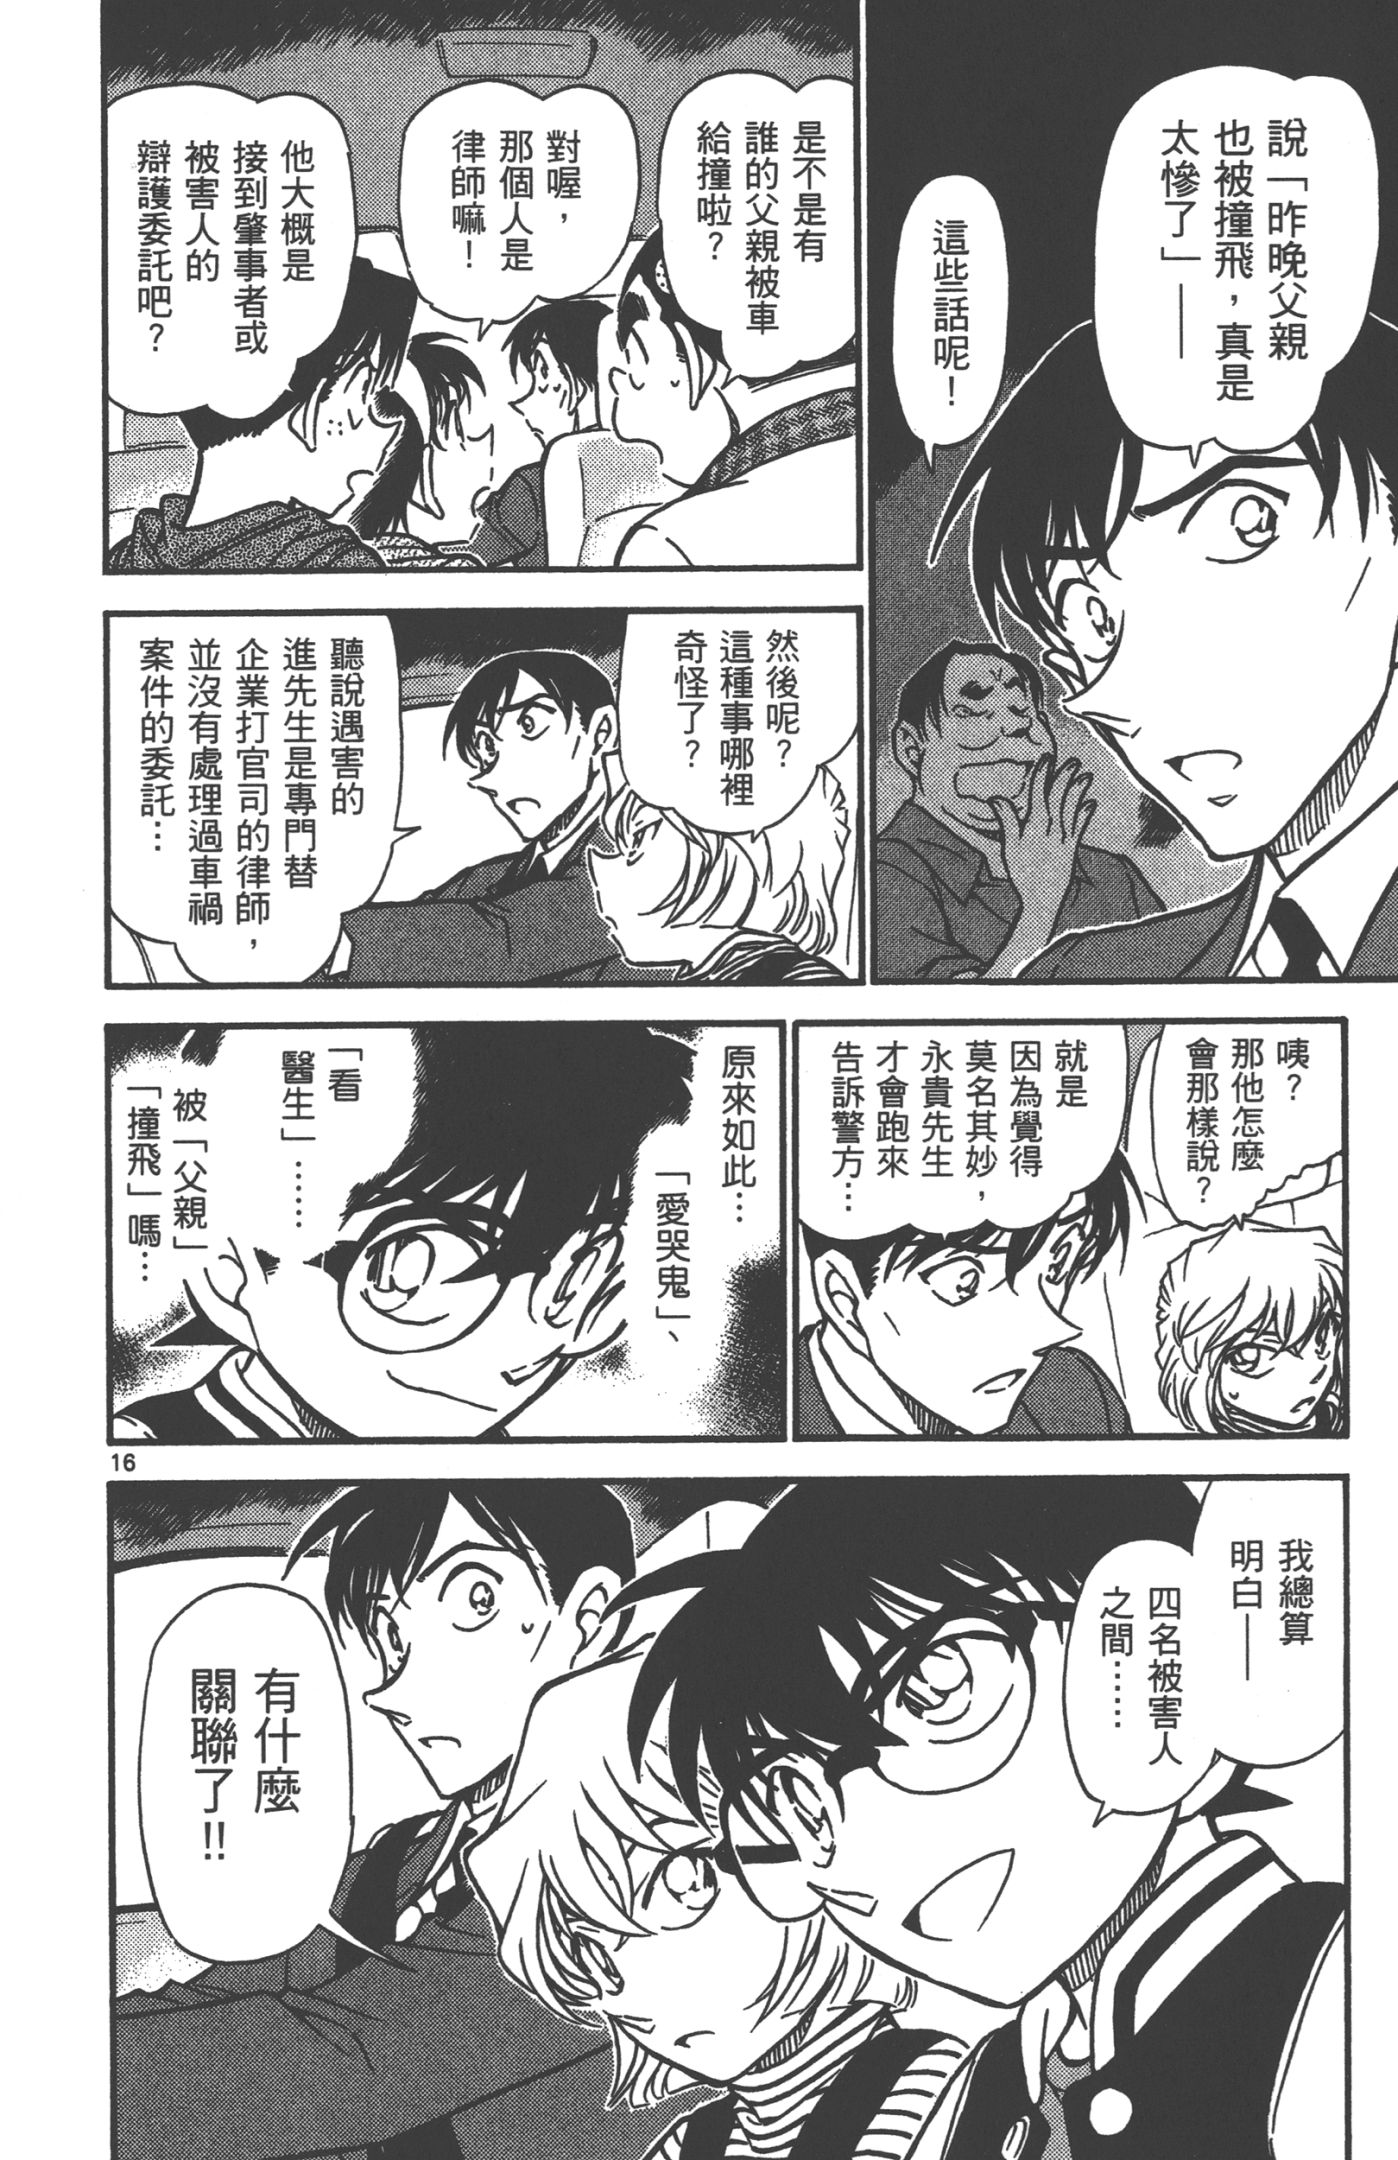 說「昨晚父親
也被撞飛，真是
太慘了」——
這些話呢！
是不是有
誰的父親被車
給撞啦？
對喔，
那個人是
律師嘛！
他大概是
接到肇事者或
被害人的
辯護委託吧？
然後呢？
這種事哪裡
奇怪了？
聽說遇害的
進先生是專門替
企業打官司的律師，
並沒有處理過車禍
案件的委託…
咦？
那他怎麼
會那樣說？
就是
因為覺得
莫名其妙，
永貴先生
才會跑來
告訴警方…
原來如此…
「愛哭鬼」、
「看
醫生」……
被「父親」
「撞飛」嗎…
16
我總算
明白——
四名被害人
之間……
有什麼
關聯了!!